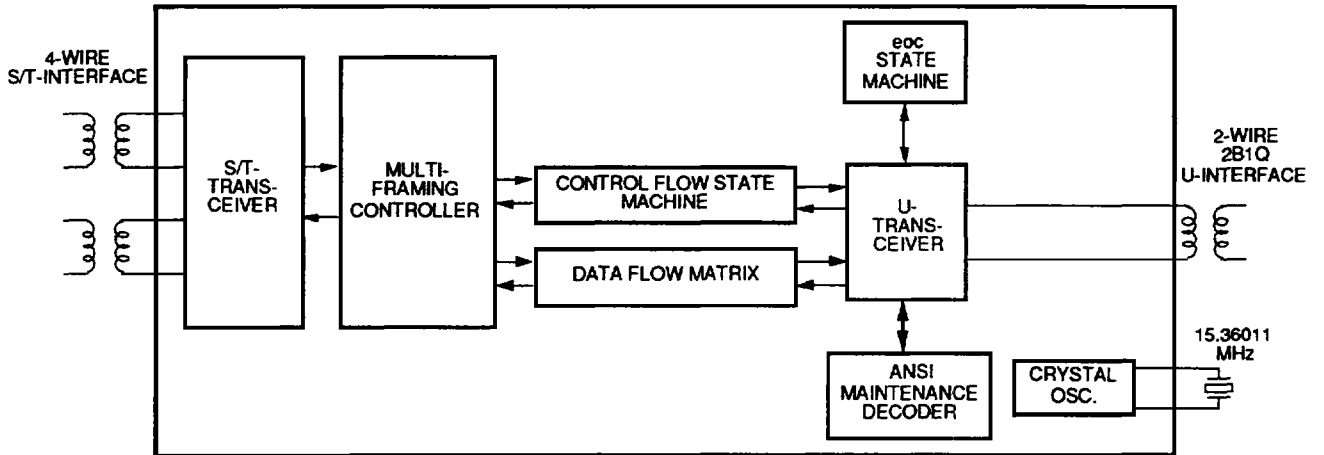 4-WIRE
S/T-INTERFACE
S/T-
TRANS-
CEIVER
MULTI-
FRAMING
CONTROLLER
CONTROL FLOW STATE
MACHINE
DATA FLOW MATRIX
eoc
STATE
MACHINE
U-
TRANS-
CEIVER
ANSI
MAINTENANCE
DECODER
2-WIRE
2B1Q
U-INTERFACE
15.36011
MHz
CRYSTAL
OSC.